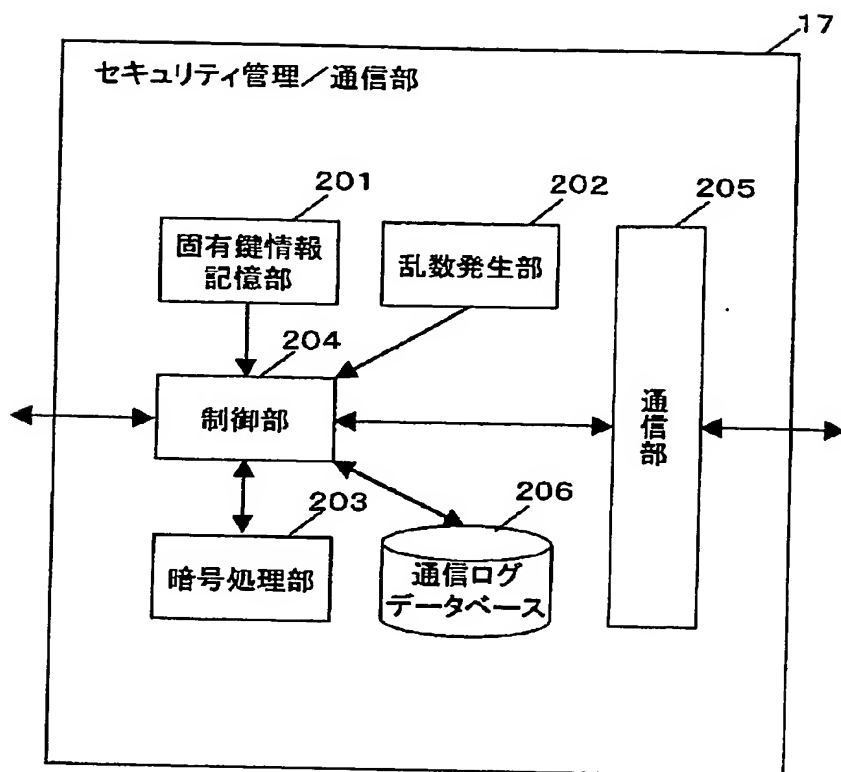 17
セキュリティ管理／通信部
201
202
205
固有鍵情報
記憶部
乱数発生部
204
制御部
通信部
203
206
暗号処理部
通信ログ
データベース